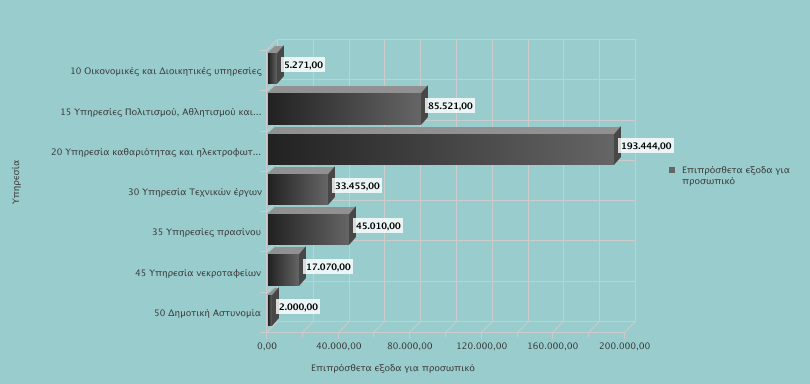 10 Οικονομικές και Διοικητικές υπηρεσίες
5.271,00
15 Υπηρεσίες Πολιτισμού, Αθλητισμού και...
85.521,00
20 Υπηρεσία καθαριότητας και ηλεκτροφωτ...
193.444,00
30 Υπηρεσία Τεχνικών έργων
33.455,00
35 Υπηρεσίες πρασίνου
45.010,00
45 Υπηρεσία νεκροταφείων
17.070,00
50 Δημοτική Αστυνομία
2.000,00
Υπηρεσία
0,00 40.000,00 80.000,00 120.000,00 160.000,00 200.000,00
Επιπρόσθετα εξοδα για προσωπικό
Επιπρόσθετα εξοδα για
προσωπικό